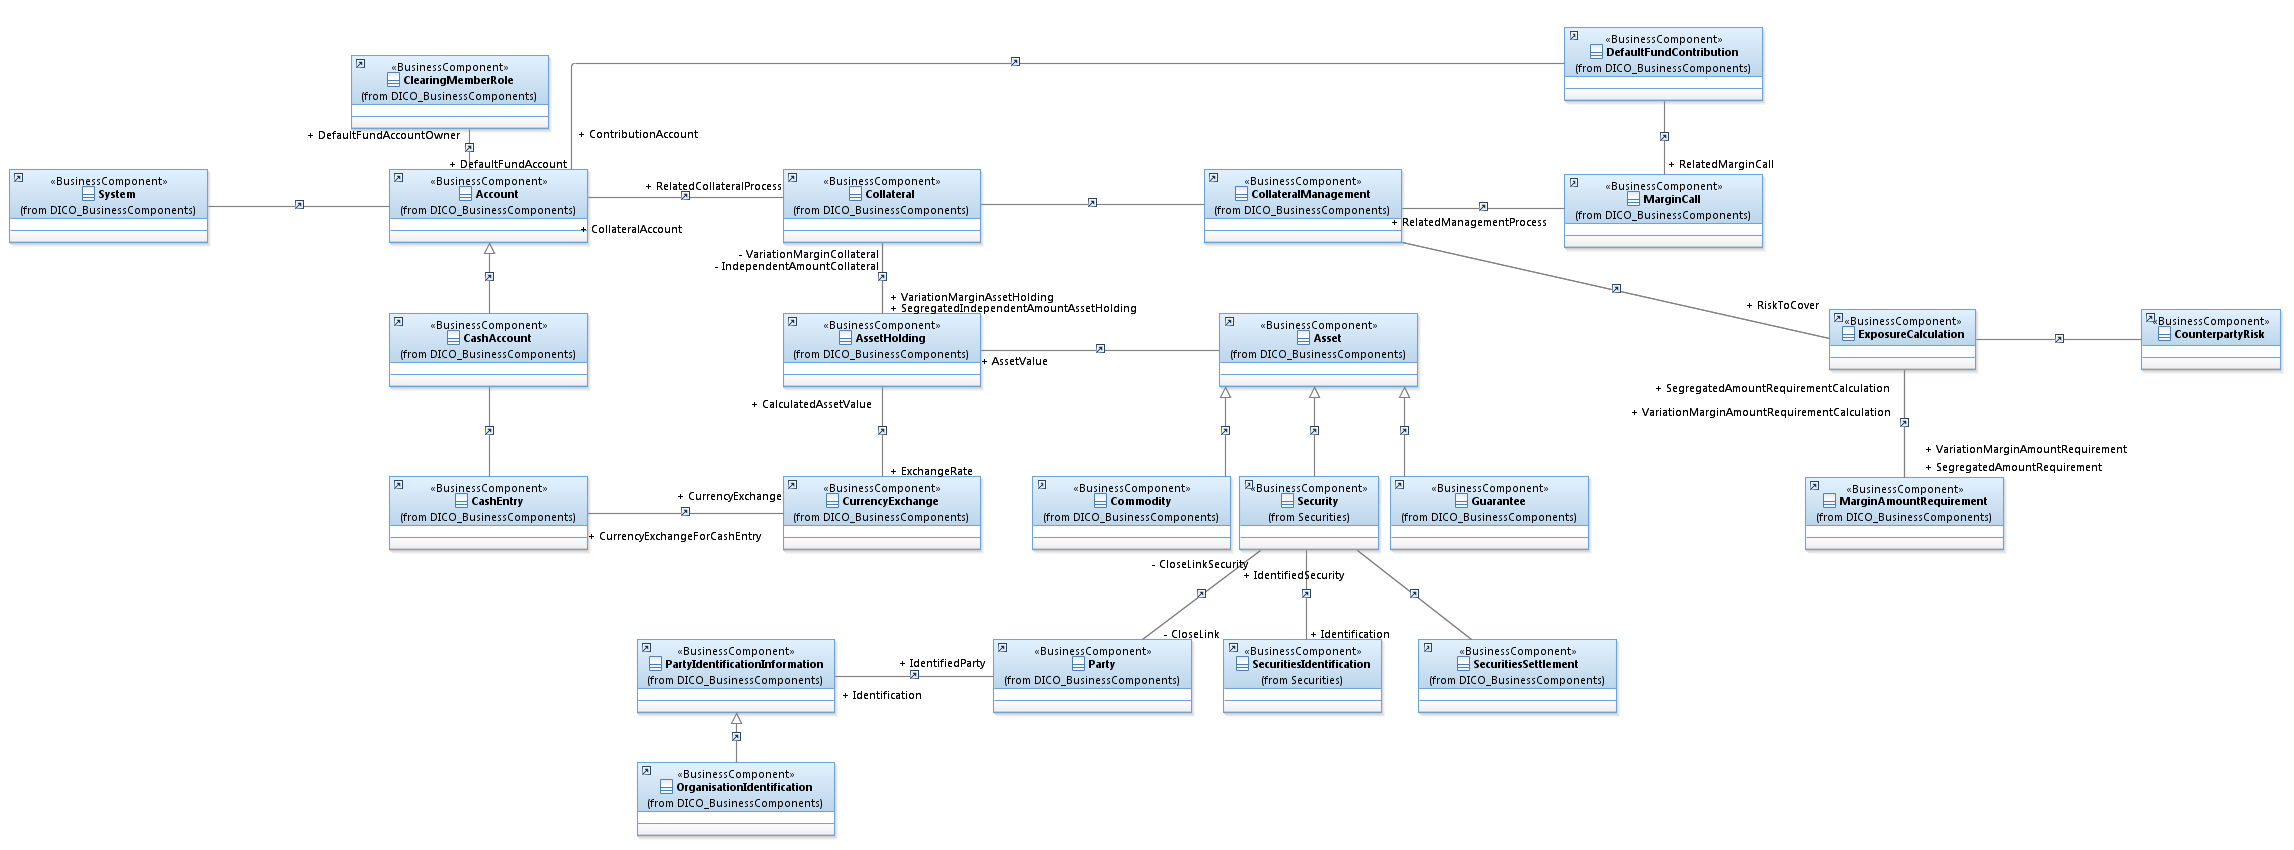 «BusinessComponent»
DefaultFundContribution
(from DICO_BusinessComponents)
«BusinessComponent»
ClearingMemberRole
(from DICO_BusinessComponents)
+ DefaultFundAccountOwner
+ ContributionAccount
+ DefaultFundAccount
+ RelatedMarginCall
«BusinessComponent»
System
(from DICO_BusinessComponents)
«BusinessComponent»
Account
(from DICO_BusinessComponents)
+ RelatedCollateralProcess
+ CollateralAccount
«BusinessComponent»
Collateral
(from DICO_BusinessComponents)
«BusinessComponent»
CollateralManagement
(from DICO_BusinessComponents)
+ RelatedManagementProcess
«BusinessComponent»
MarginCall
(from DICO_BusinessComponents)
- VariationMarginCollateral
- IndependentAmountCollateral
+ VariationMarginAssetHolding
+ SegregatedIndependentAmountAssetHolding
+ RiskToCover
«BusinessComponent»
CashAccount
(from DICO_BusinessComponents)
«BusinessComponent»
AssetHolding
(from DICO_BusinessComponents)
+ AssetValue
«BusinessComponent»
Asset
(from DICO_BusinessComponents)
«BusinessComponent»
ExposureCalculation
«BusinessComponent»
CounterpartyRisk
+ CalculatedAssetValue
+ SegregatedAmountRequirementCalculation
+ VariationMarginAmountRequirementCalculation
+ VariationMarginAmountRequirement
+ SegregatedAmountRequirement
+ ExchangeRate
«BusinessComponent»
CashEntry
(from DICO_BusinessComponents)
+ CurrencyExchange
+ CurrencyExchangeForCashEntry
«BusinessComponent»
CurrencyExchange
(from DICO_BusinessComponents)
«BusinessComponent»
Commodity
(from DICO_BusinessComponents)
«BusinessComponent»
Security
(from Securities)
«BusinessComponent»
Guarantee
(from DICO_BusinessComponents)
«BusinessComponent»
MarginAmountRequirement
(from DICO_BusinessComponents)
- CloseLinkSecurity
+ IdentifiedSecurity
- CloseLink
+ Identification
«BusinessComponent»
PartyIdentificationInformation
(from DICO_BusinessComponents)
+ IdentifiedParty
+ Identification
«BusinessComponent»
Party
(from DICO_BusinessComponents)
«BusinessComponent»
SecuritiesIdentification
(from Securities)
«BusinessComponent»
SecuritiesSettlement
(from DICO_BusinessComponents)
«BusinessComponent»
OrganisationIdentification
(from DICO_BusinessComponents)